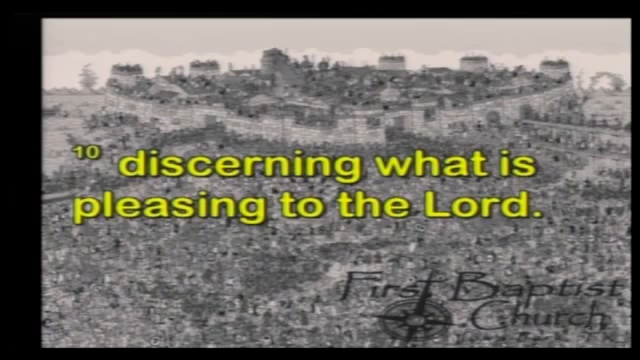 10 discerning what is
pleasing to the Lord.
First Baptist
Church